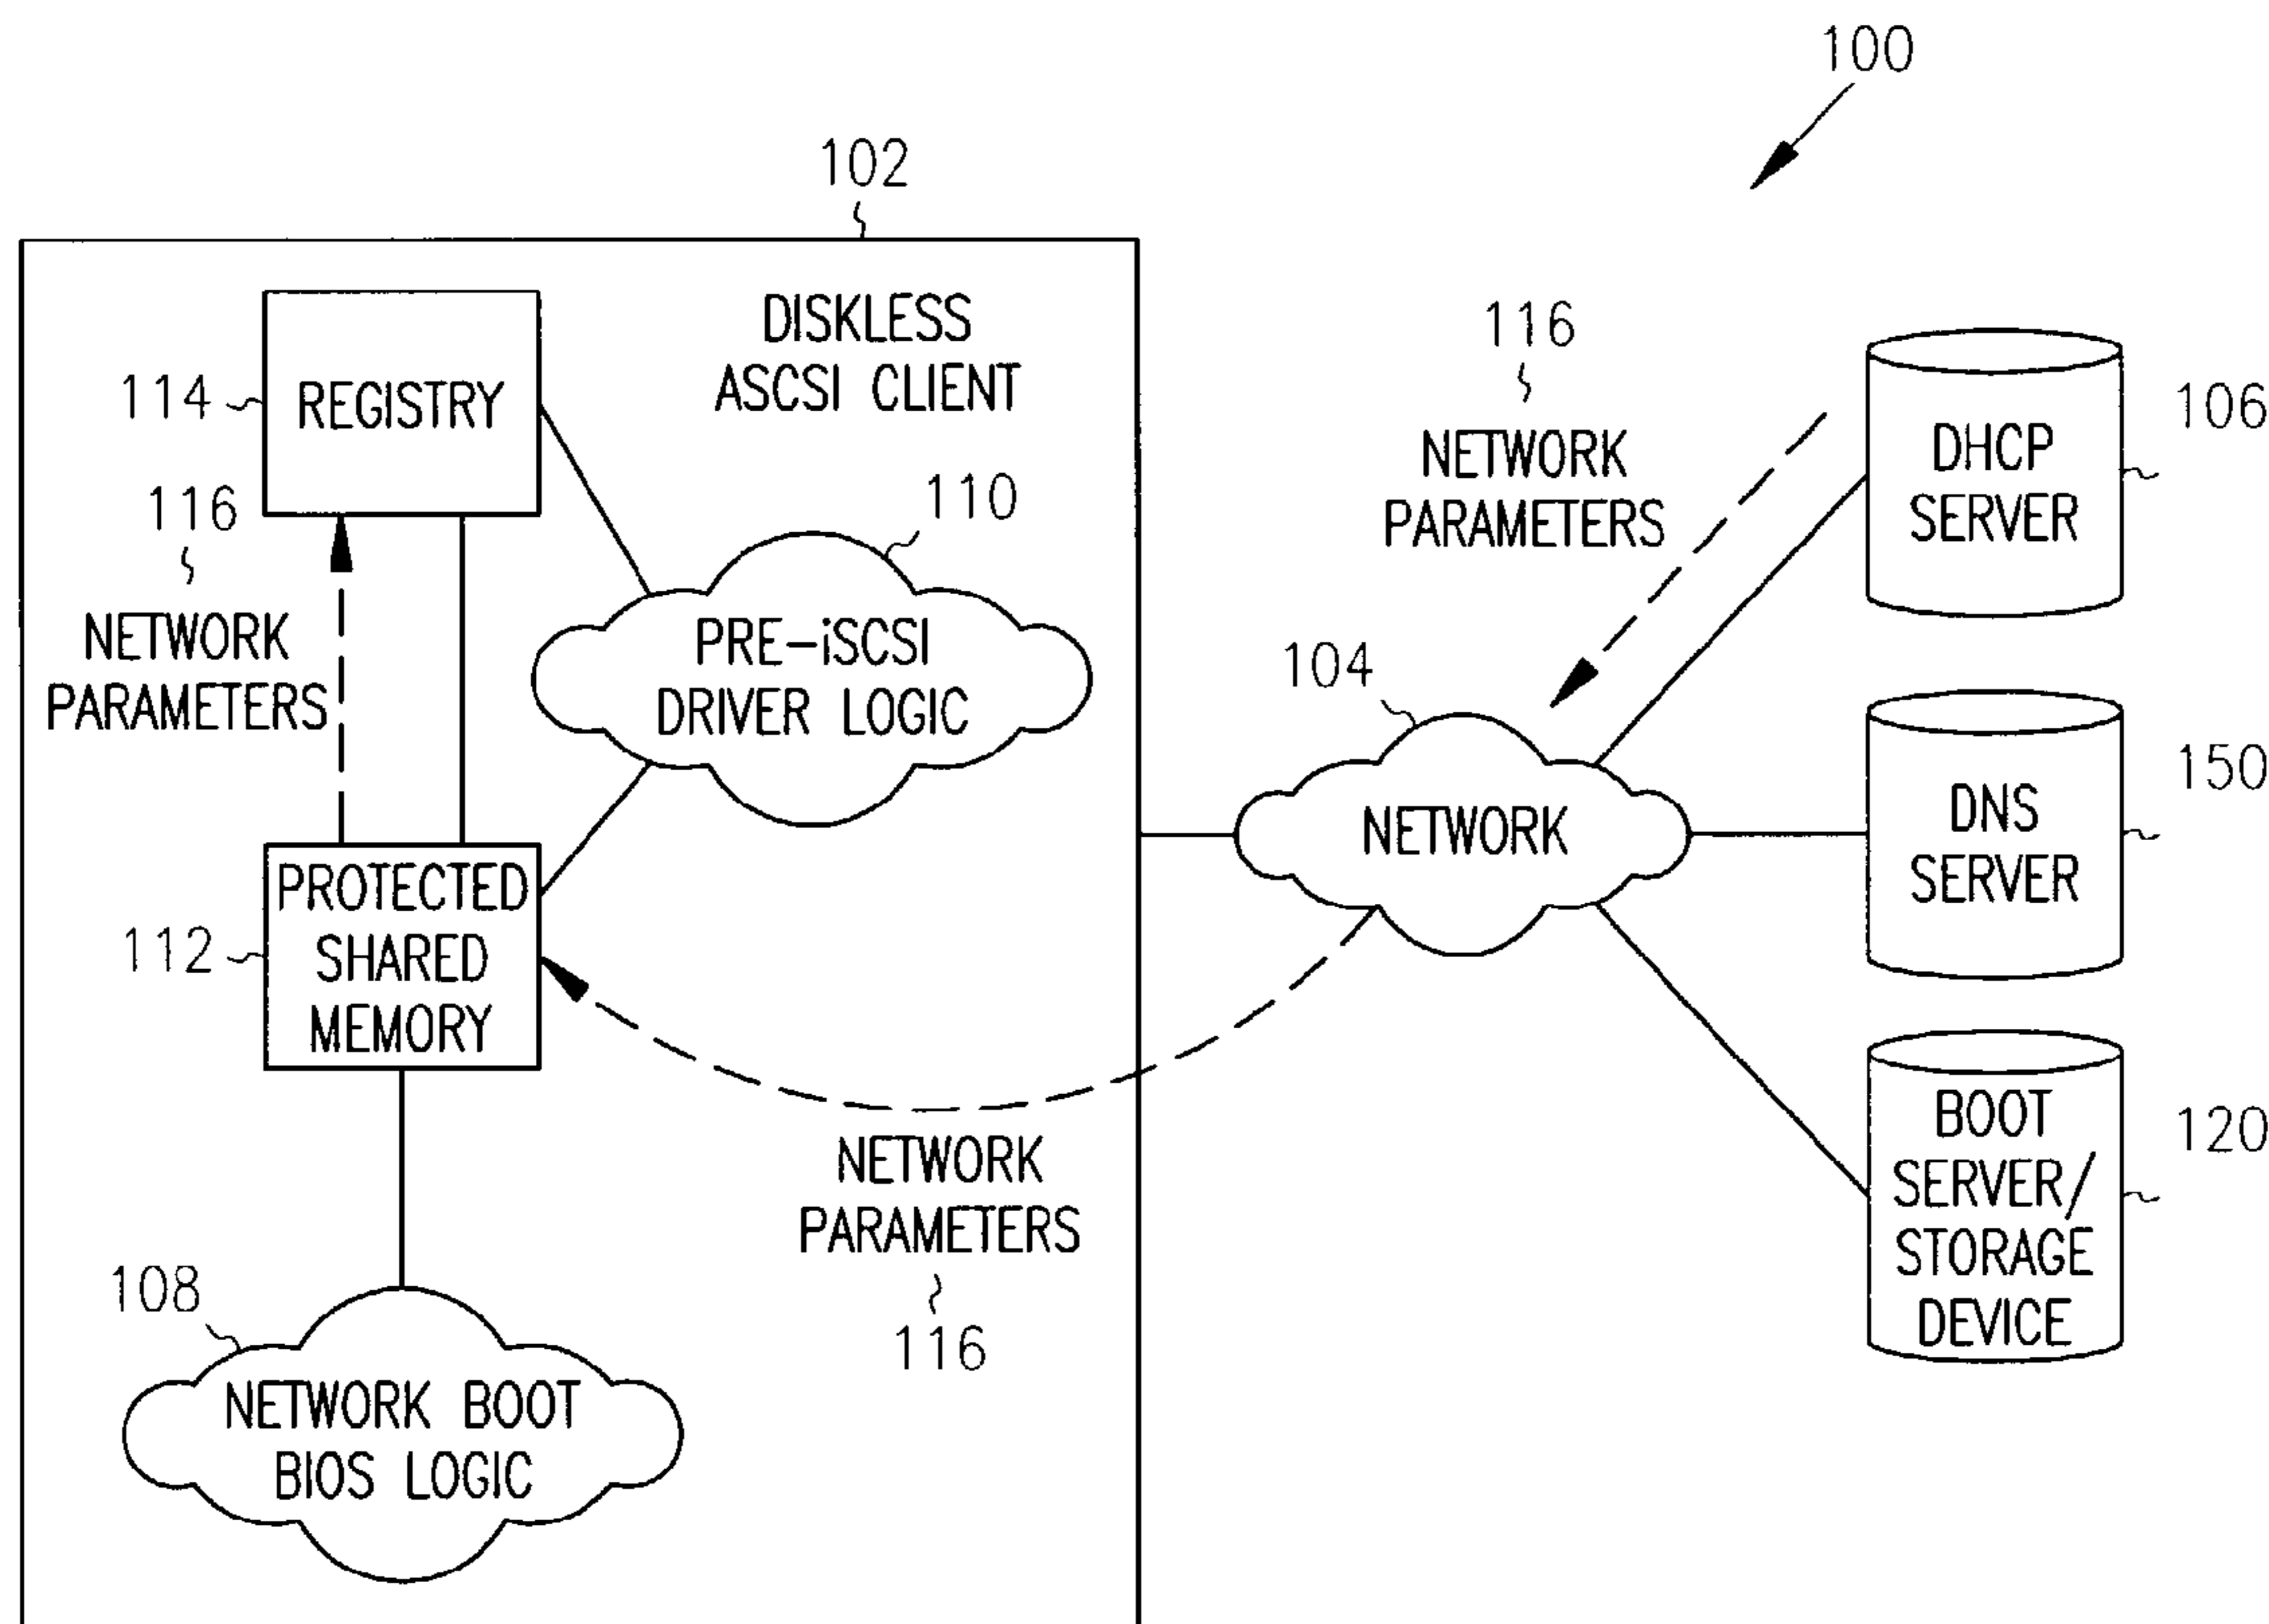 100
102
DISKLESS
ASCSI CLIENT
114
REGISTRY
116
NETWORK
PARAMETERS
110
PRE-iSCSI
DRIVER LOGIC
112
PROTECTED
SHARED
MEMORY
NETWORK
PARAMETERS
116
108
NETWORK BOOT
BIOS LOGIC
116
NETWORK
PARAMETERS
104
NETWORK
106
DHCP
SERVER
150
DNS
SERVER
120
BOOT
SERVER/
STORAGE
DEVICE